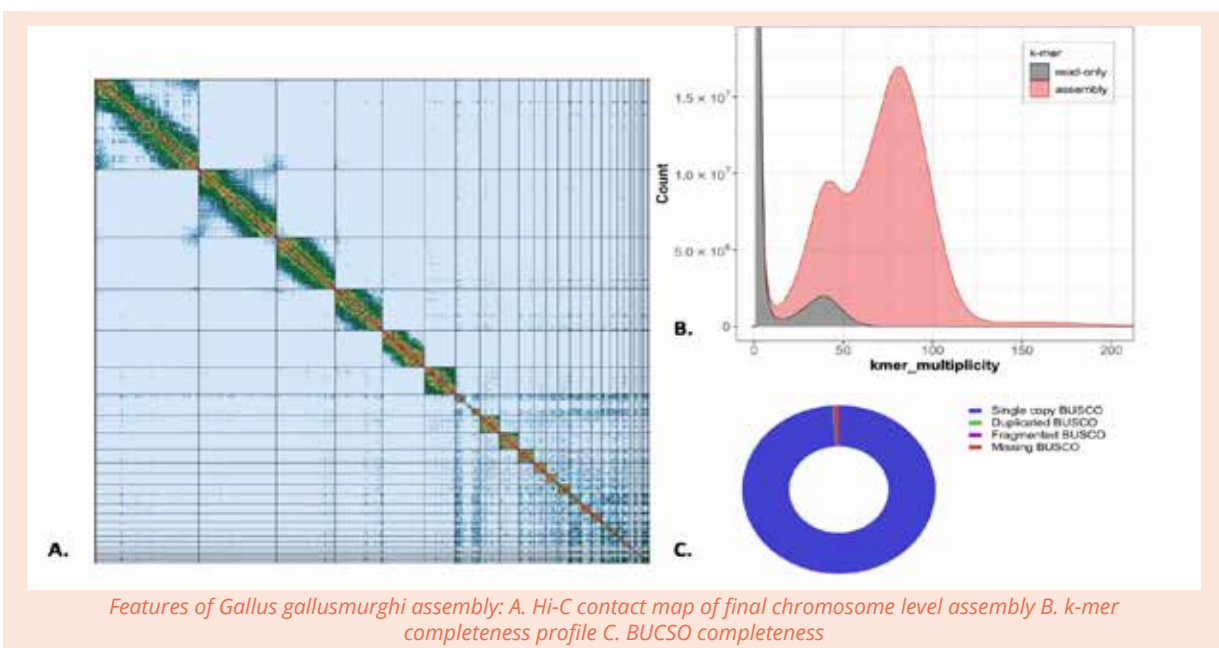 A.
k-mer
read-only
assembly
1.5 × 10⁷
1.0 × 10⁷
5.0 × 10⁶
0
Count
0 50 100 150 200
kmer_multiplicity
B.
Single copy BUSCO
Duplicated BUSCO
Fragmented BUSCO
Missing BUSCO
C.
Features of Gallus gallusmurghi assembly: A. Hi-C contact map of final chromosome level assembly B. k-mer
completeness profile C. BUCSO completeness